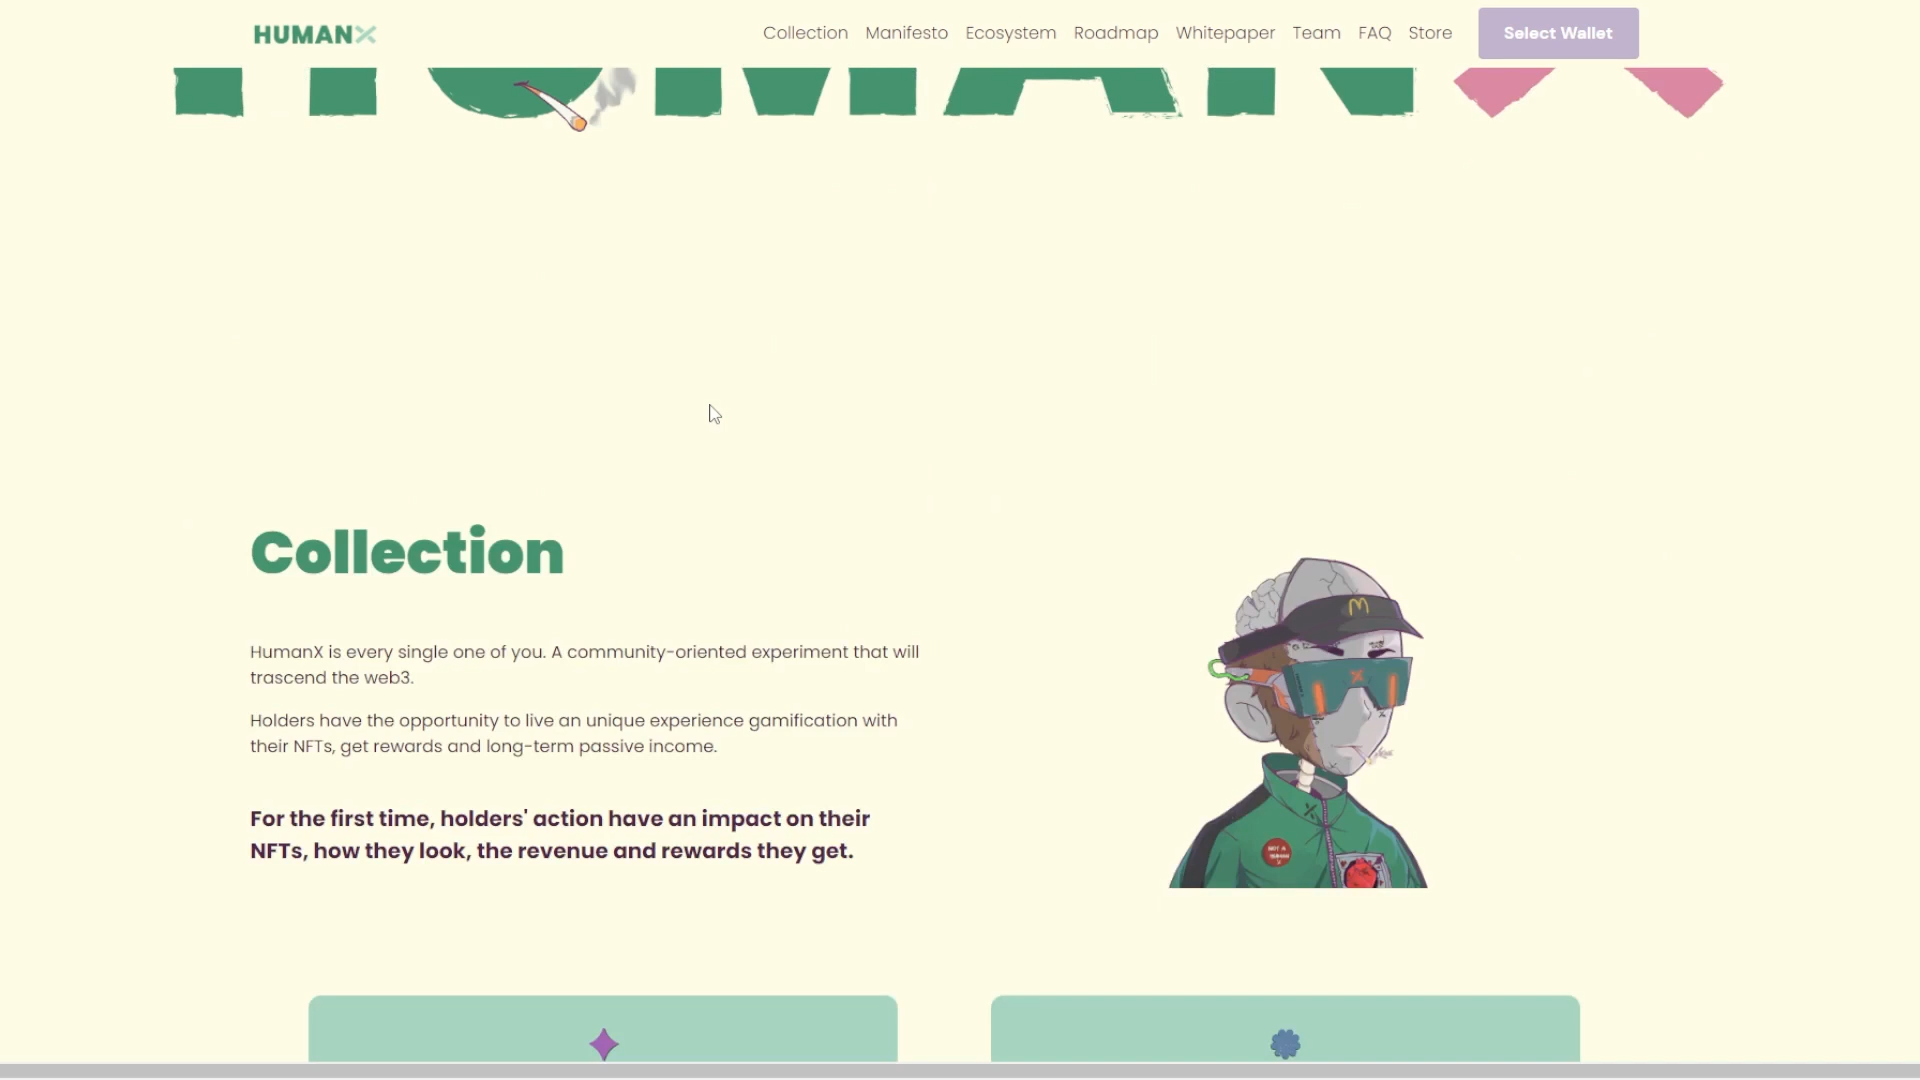 HUMANX
Collection Manifesto Ecosystem Roadmap Whitepaper Team FAQ Store Select Wallet
HUMANX
Collection
HumanX is every single one of you. A community-oriented experiment that will
trascend the web3.
Holders have the opportunity to live an unique experience gamification with
their NFTs, get rewards and long-term passive income.
For the first time, holders' action have an impact on their
NFTs, how they look, the revenue and rewards they get.
NOT A
HUMAN